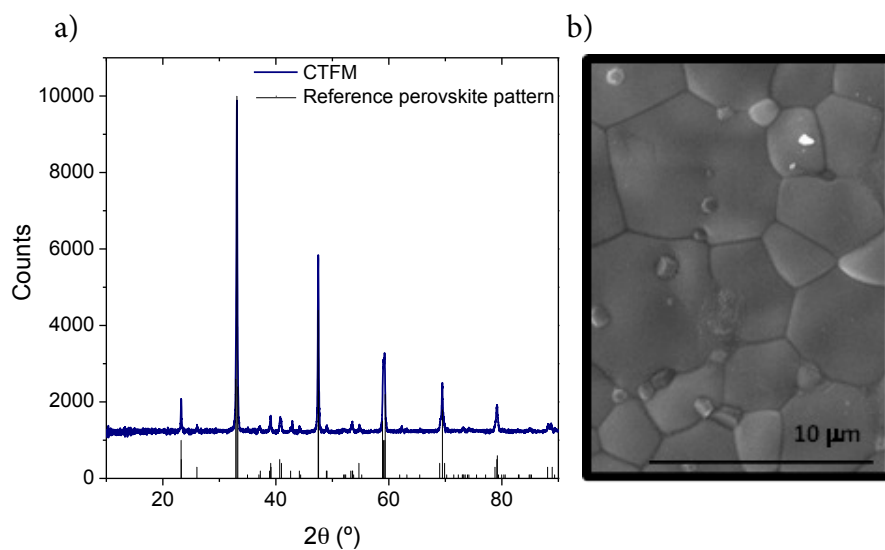 a)
CTFM
Reference perovskite pattern
10000
8000
6000
4000
2000
0
20
40
60
80
Counts
2θ (º)
b)
10 µm